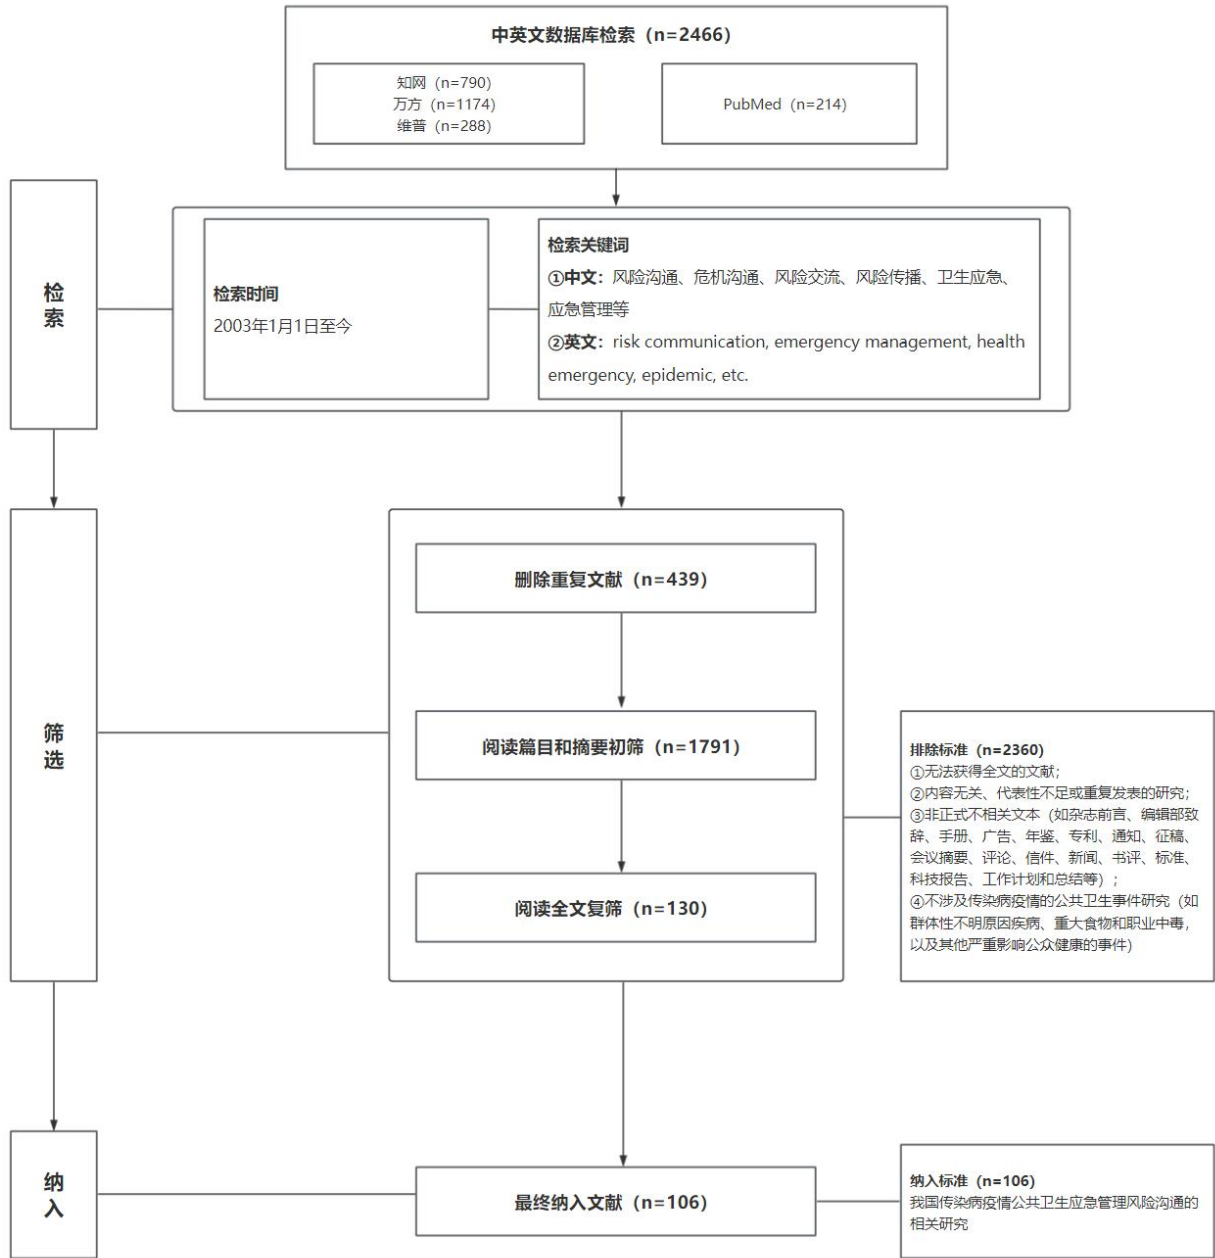 中英文数据库检索（n=2466）
知网（n=790）
万方（n=1174）
维普（n=288）
PubMed（n=214）
检索
检索时间
2003年1月1日至今
检索关键词
①中文：风险沟通、危机沟通、风险交流、风险传播、卫生应急、
应急管理等
②英文：risk communication, emergency management, health
emergency, epidemic, etc.
筛选
删除重复文献（n=439）
阅读篇目和摘要初筛（n=1791）
阅读全文复筛（n=130）
排除标准（n=2360）
①无法获得全文的文献；
②内容无关、代表性不足或重复发表的研究；
③非正式不相关文本（如杂志前言、编辑部致
辞、手册、广告、年鉴、专利、通知、征稿、
会议摘要、评论、信件、新闻、书评、标准、
科技报告、工作计划和总结等）；
④不涉及传染病疫情的公共卫生事件研究（如
群体性不明原因疾病、重大食物和职业中毒，
以及其他严重影响公众健康的事件）
纳入
最终纳入文献（n=106）
纳入标准（n=106）
我国传染病疫情公共卫生应急管理风险沟通的
相关研究